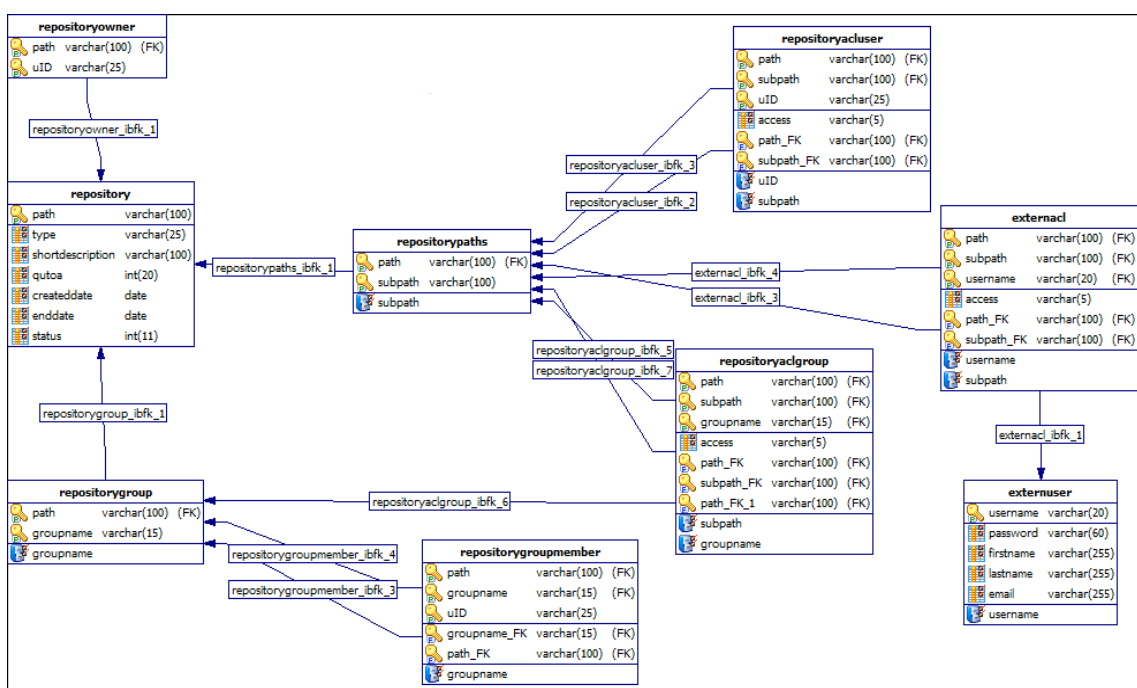 repositoryowner
path varchar(100) (FK)
uID varchar(25)
repositoryowner_ibfk_1
repository
path varchar(100)
type varchar(25)
shortdescription varchar(100)
qutoa int(20)
createddate date
enddate date
status int(11)
repositorygroup_ibfk_1
repositorygroup
path varchar(100) (FK)
groupname varchar(15)
groupname
repositorypaths_ibfk_1
repositorypaths
path varchar(100) (FK)
subpath varchar(100)
subpath
repositoryacluser_ibfk_3
repositoryacluser_ibfk_2
repositoryacluser
path varchar(100) (FK)
subpath varchar(100) (FK)
uID varchar(25)
access varchar(5)
path_FK varchar(100) (FK)
subpath_FK varchar(100) (FK)
uID
subpath
externacl_ibfk_4
externacl_ibfk_3
externacl
path varchar(100) (FK)
subpath varchar(100) (FK)
username varchar(20) (FK)
access varchar(5)
path_FK varchar(100) (FK)
subpath_FK varchar(100) (FK)
username
subpath
repositoryaclgroup_ibfk_5
repositoryaclgroup_ibfk_7
repositoryaclgroup
path varchar(100) (FK)
subpath varchar(100) (FK)
groupname varchar(15) (FK)
access varchar(5)
path_FK varchar(100) (FK)
subpath_FK varchar(100) (FK)
path_FK_1 varchar(100) (FK)
subpath
groupname
externacl_ibfk_1
externuser
username varchar(20)
password varchar(60)
firstname varchar(255)
lastname varchar(255)
email varchar(255)
username
repositoryaclgroup_ibfk_6
repositorygroupmember_ibfk_4
repositorygroupmember_ibfk_3
repositorygroupmember
path varchar(100) (FK)
groupname varchar(15) (FK)
uID varchar(25)
groupname_FK varchar(15) (FK)
path_FK varchar(100) (FK)
groupname